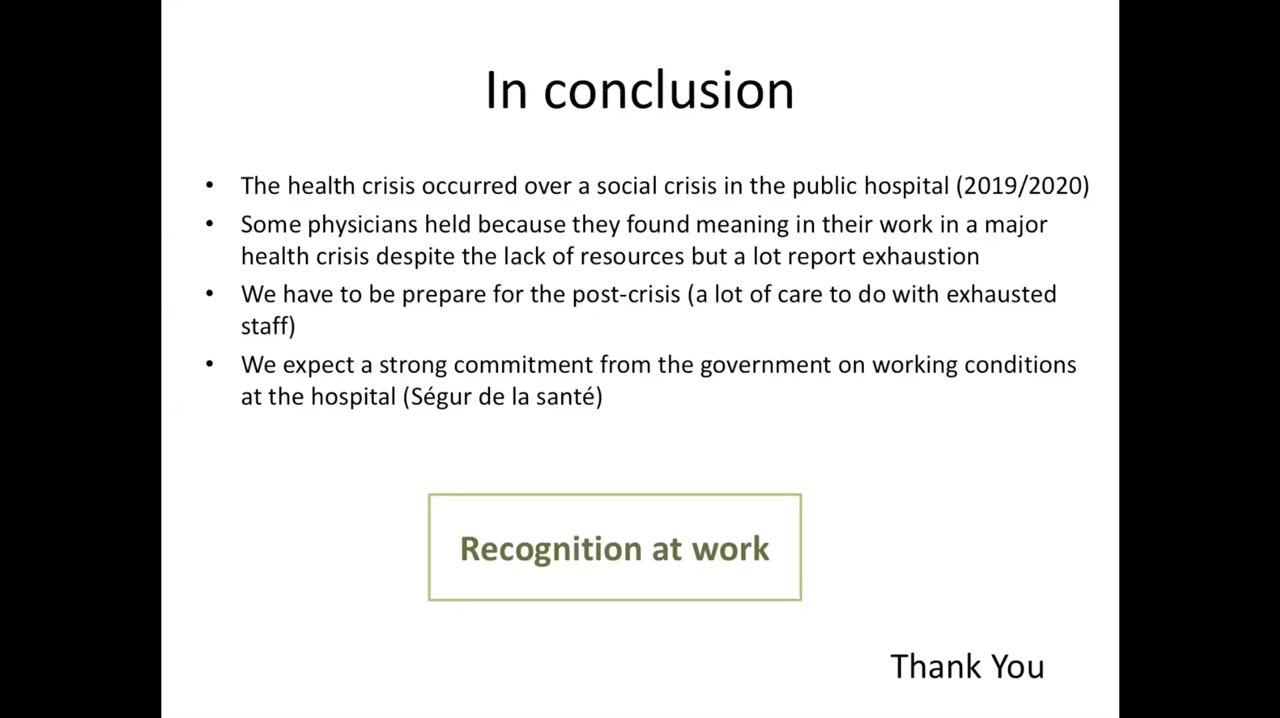 In conclusion
• The health crisis occurred over a social crisis in the public hospital (2019/2020)
• Some physicians held because they found meaning in their work in a major
health crisis despite the lack of resources but a lot report exhaustion
• We have to be prepare for the post-crisis (a lot of care to do with exhausted
staff)
• We expect a strong commitment from the government on working conditions
at the hospital (Ségur de la santé)
Recognition at work
Thank You